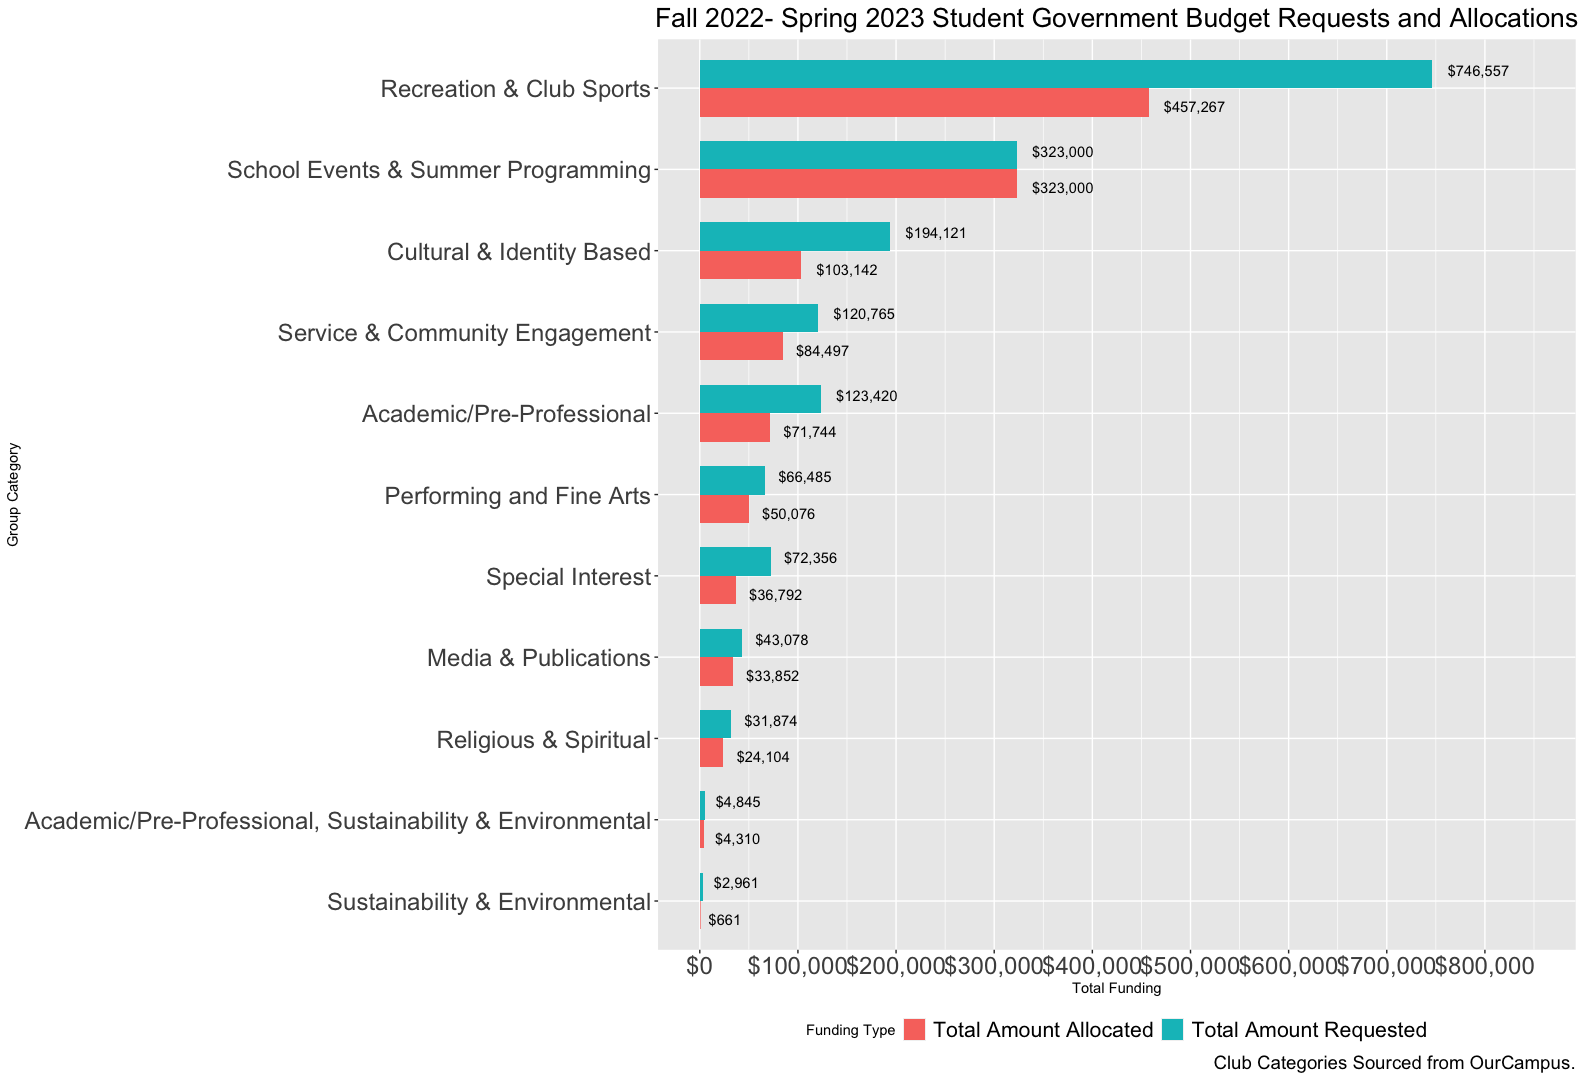 Fall 2022- Spring 2023 Student Government Budget Requests and Allocations
Group Category
Recreation & Club Sports
$746,557
$457,267
School Events & Summer Programming
$323,000
$323,000
Cultural & Identity Based
$194,121
$103,142
Service & Community Engagement
$120,765
$84,497
Academic/Pre-Professional
$123,420
$71,744
Performing and Fine Arts
$66,485
$50,076
Special Interest
$72,356
$36,792
Media & Publications
$43,078
$33,852
Religious & Spiritual
$31,874
$24,104
Academic/Pre-Professional, Sustainability & Environmental
$4,845
$4,310
Sustainability & Environmental
$2,961
$661
$0 $100,000 $200,000 $300,000 $400,000 $500,000 $600,000 $700,000 $800,000
Total Funding
Funding Type Total Amount Allocated Total Amount Requested
Club Categories Sourced from OurCampus.